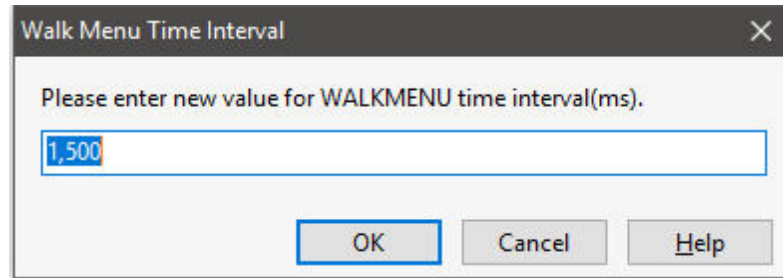 Walk Menu Time Interval
Please enter new value for WALKMENU time interval(ms).
1,500
OK Cancel Help